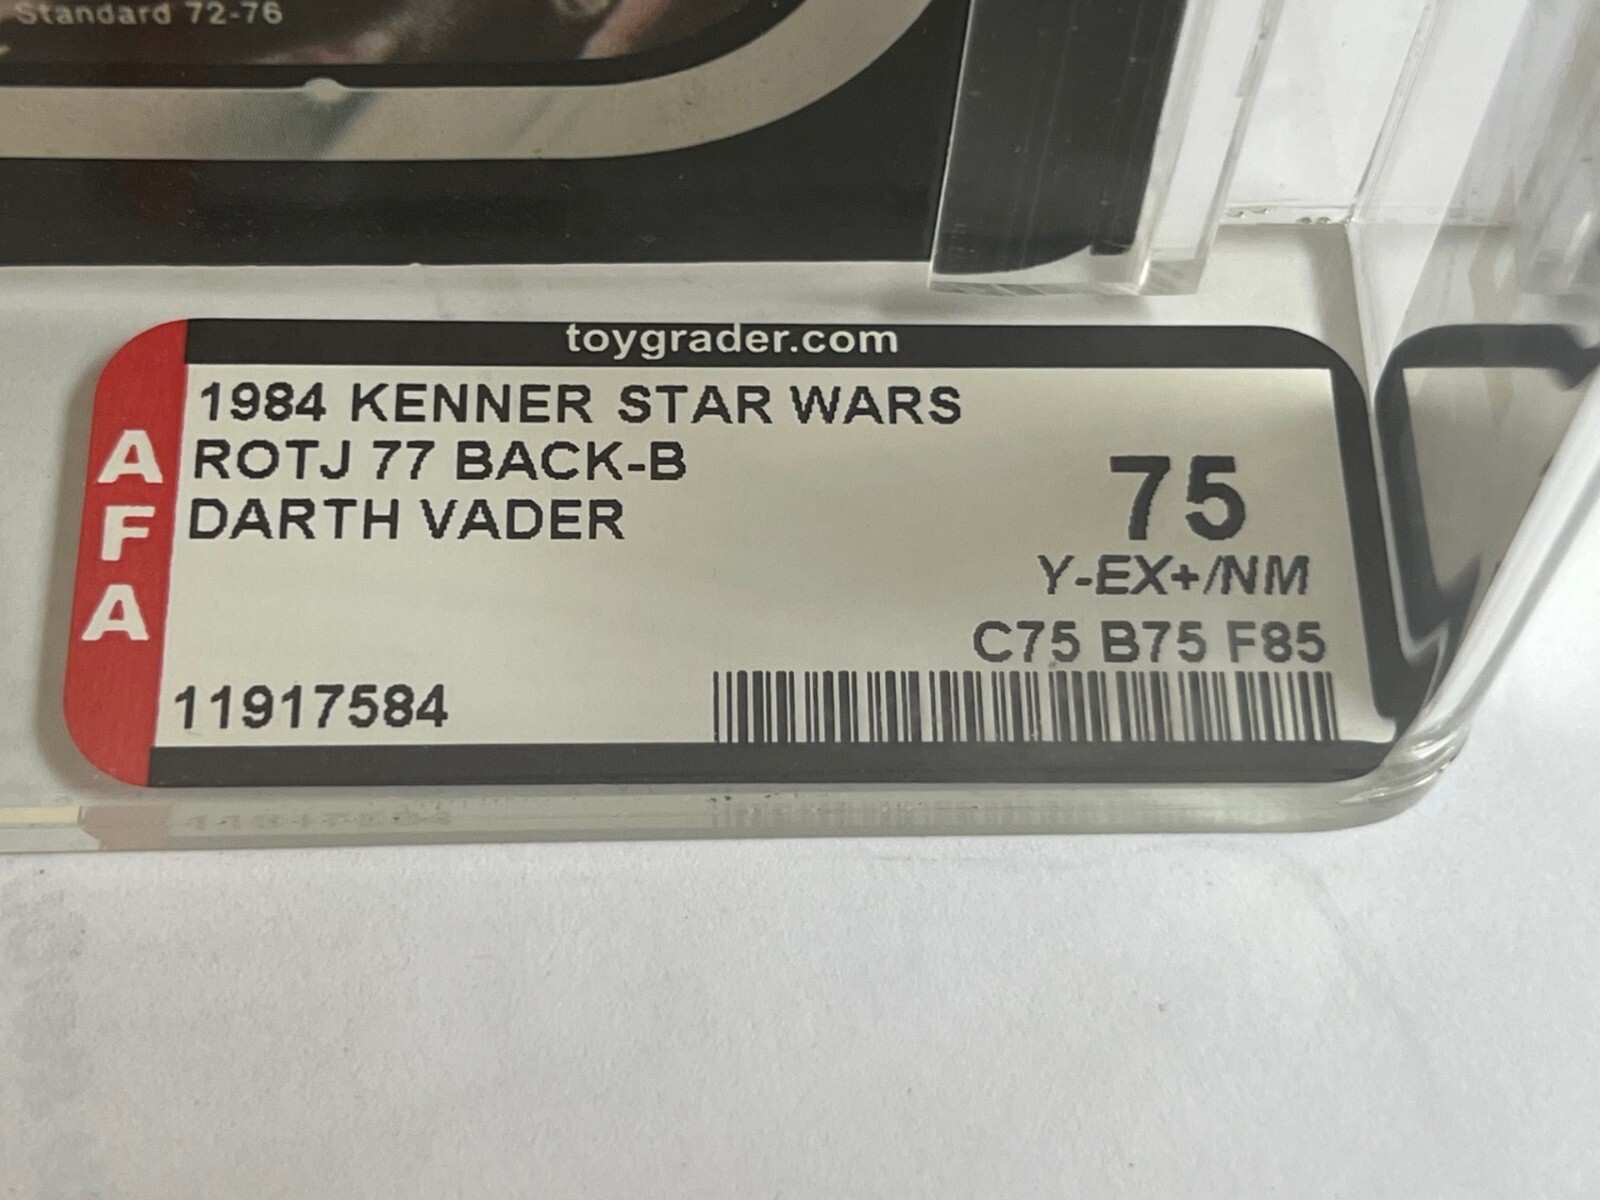 Standard 72-76
toygrader.com
AFA
1984 KENNER STAR WARS
ROTJ 77 BACK-B
DARTH VADER
75
Y-EX+/NM
C75 B75 F85
11917584